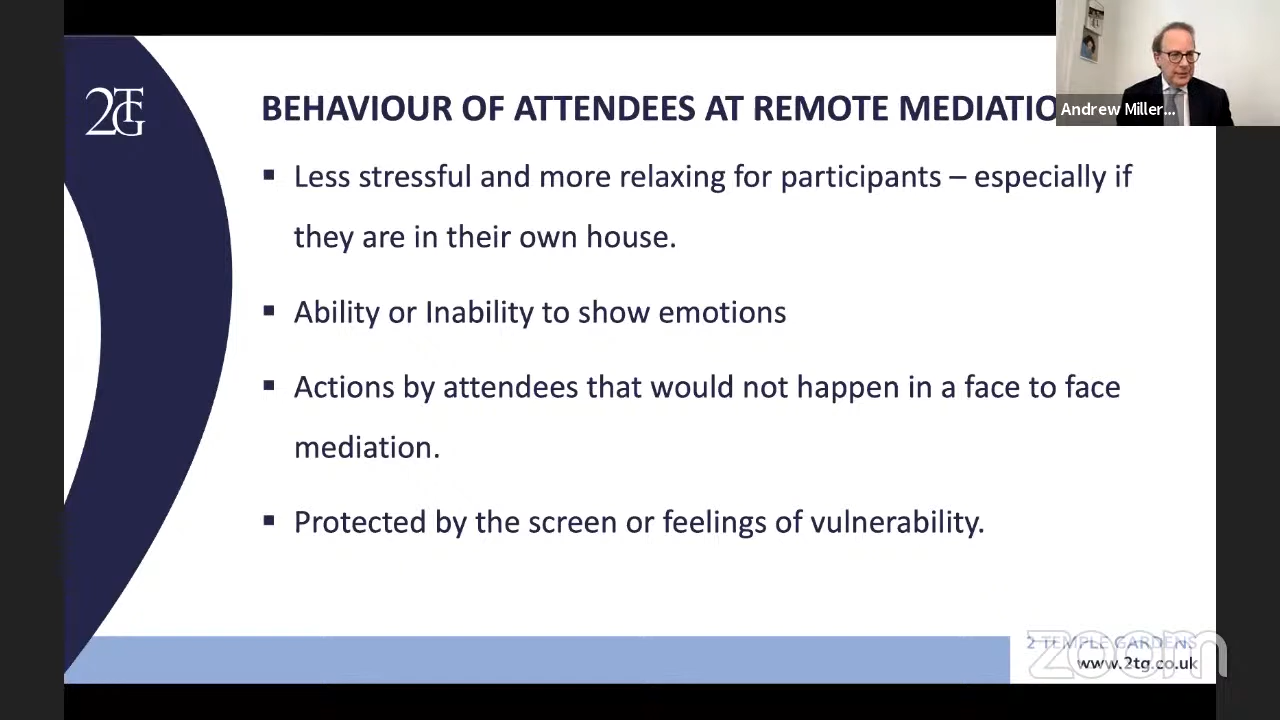 2TG
BEHAVIOUR OF ATTENDEES AT REMOTE MEDIATIO
Andrew Miller...
▪ Less stressful and more relaxing for participants – especially if
they are in their own house.
▪ Ability or Inability to show emotions
▪ Actions by attendees that would not happen in a face to face
mediation.
▪ Protected by the screen or feelings of vulnerability.
2 TEMPLE GARDENS
www.2tg.co.uk
zoom